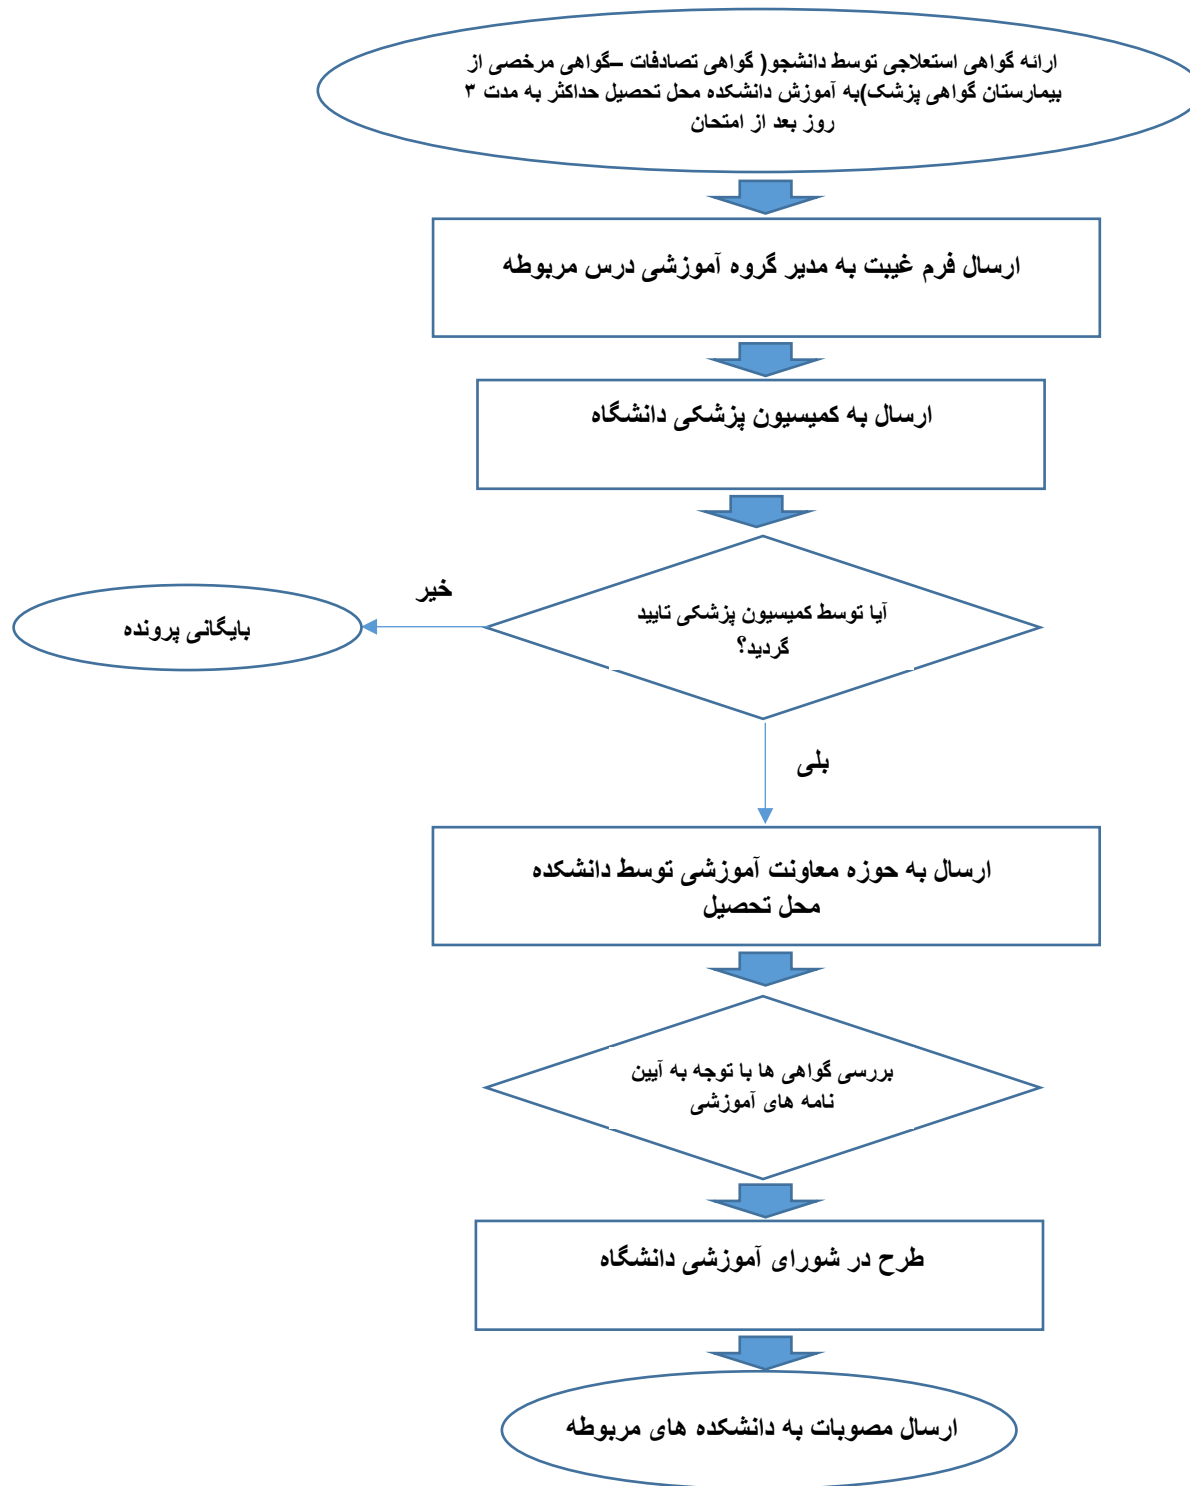 ارائه گواهی استعلاجی توسط دانشجو( گواهی تصادفات –گواهی مرخصی از
بیمارستان گواهی پزشک)به آموزش دانشکده محل تحصیل حداکثر به مدت ۳
روز بعد از امتحان
ارسال فرم غیبت به مدیر گروه آموزشی درس مربوطه
ارسال به کمیسیون پزشکی دانشگاه
آیا توسط کمیسیون پزشکی تایید
گردید؟
خیر
بایگانی پرونده
بلی
ارسال به حوزه معاونت آموزشی توسط دانشکده
محل تحصیل
بررسی گواهی ها با توجه به آیین
نامه های آموزشی
طرح در شورای آموزشی دانشگاه
ارسال مصوبات به دانشکده های مربوطه